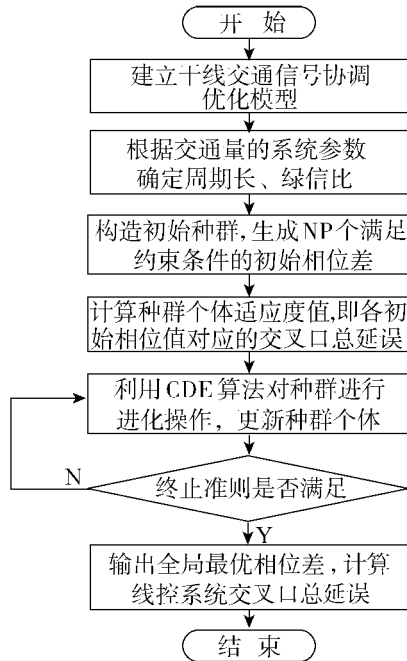 开 始
建立干线交通信号协调
优化模型
根据交通量的系统参数
确定周期长、绿信比
构造初始种群,生成NP个满足
约束条件的初始相位差
计算种群个体适应度值,即各初
始相位值对应的交叉口总延误
利用CDE算法对种群进行
进化操作，更新种群个体
N
终止准则是否满足
Y
输出全局最优相位差,计算
线控系统交叉口总延误
结 束